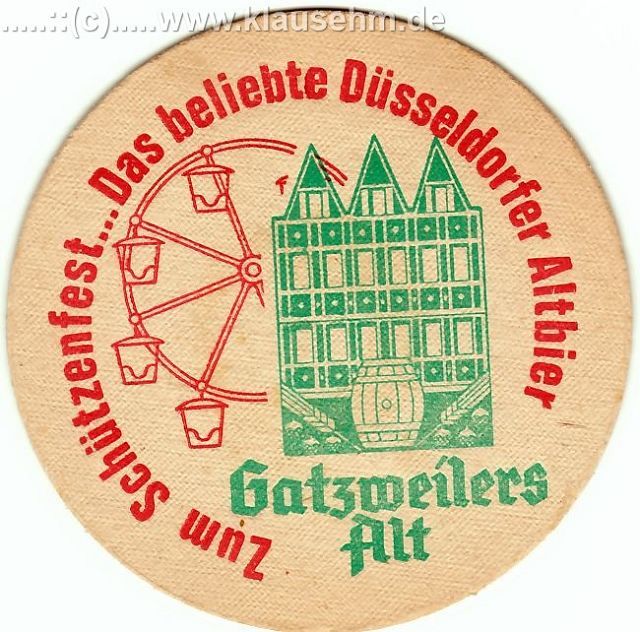 .....::(c).....www.klausehm.de
Zum Schützenfest....Das beliebte Düsseldorfer Altbier
Gatzweilers
Alt